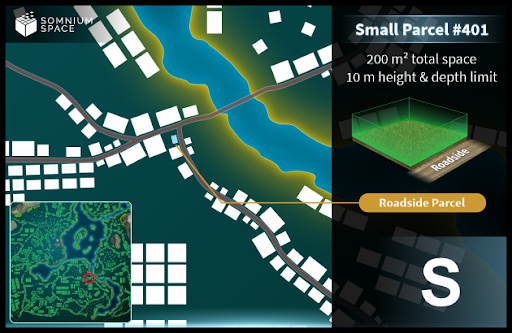 SOMNIUM
SPACE
Small Parcel #401
200 m² total space
10 m height & depth limit
Roadside
Roadside Parcel
S